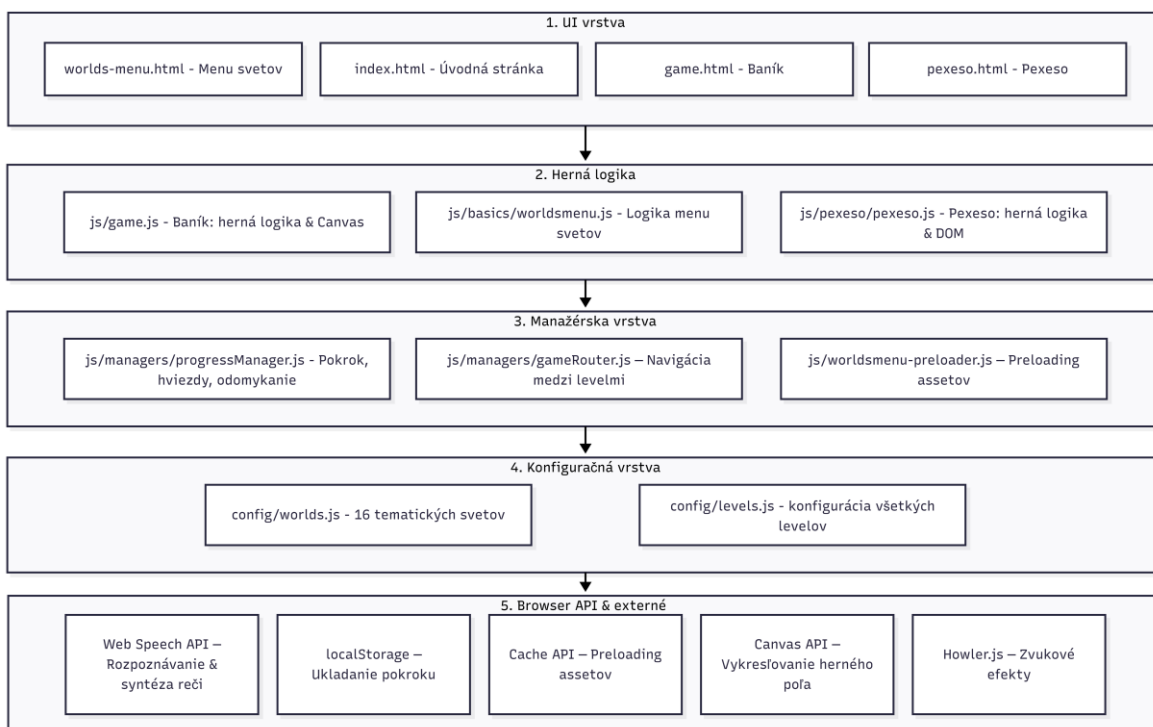 1. UI vrstva
worlds-menu.html - Menu svetov
index.html - Úvodná stránka
game.html - Baník
pexeso.html - Pexeso
2. Herná logika
js/game.js - Baník: herná logika & Canvas
js/basics/worldsmenu.js - Logika menu
svetov
js/pexeso/pexeso.js - Pexeso: herná logika
& DOM
3. Manažérska vrstva
js/managers/progressManager.js - Pokrok,
hviezdy, odomykanie
js/managers/gameRouter.js – Navigácia
medzi levelmi
js/worldsmenu-preloader.js – Preloading
assetov
4. Konfiguračná vrstva
config/worlds.js - 16 tematických svetov
config/levels.js - konfigurácia všetkých
levelov
5. Browser API & externé
Web Speech API –
Rozpoznávanie &
syntéza reči
localStorage –
Ukladanie pokroku
Cache API – Preloading
assetov
Canvas API –
Vykresľovanie herného
poľa
Howler.js – Zvukové
efekty